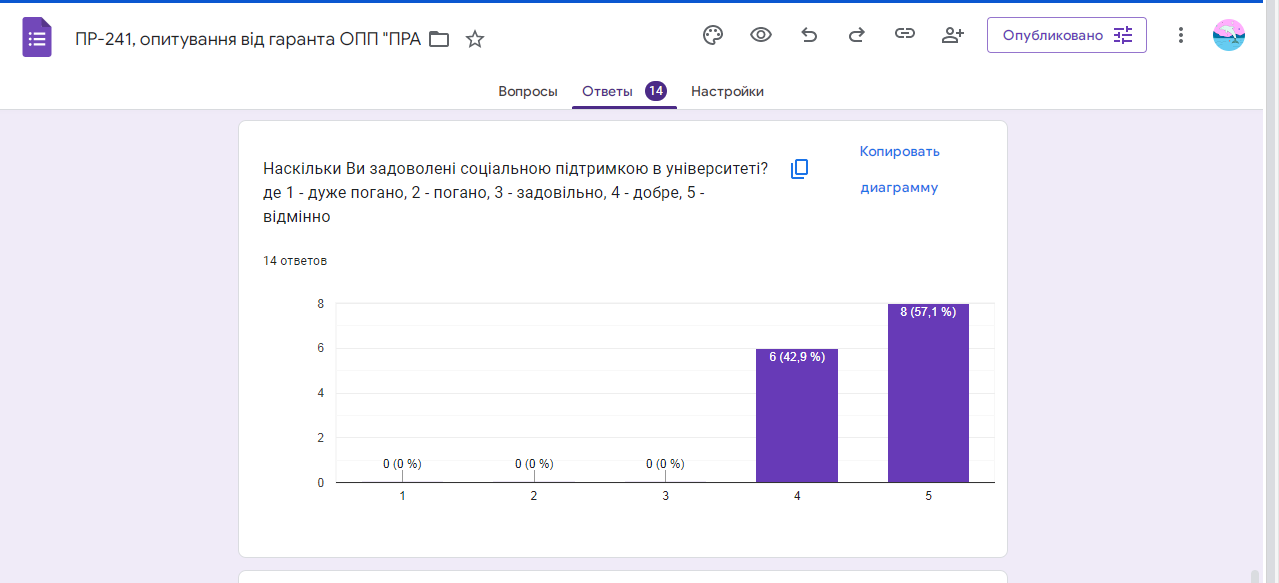 ПР-241, опитування від гаранта ОПП "ПРА
Опубликовано
Вопросы
Ответы 14
Настройки
Наскільки Ви задоволені соціальною підтримкою в університеті?
де 1 - дуже погано, 2 - погано, 3 - задовільно, 4 - добре, 5 -
відмінно
Копировать
диаграмму
14 ответов
8
6
4
2
0
0 (0 %)
0 (0 %)
0 (0 %)
6 (42,9 %)
8 (57,1 %)
1
2
3
4
5